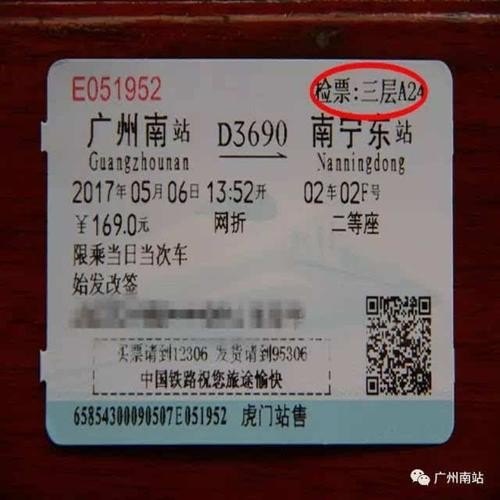 E051952 检票:三层A24
广州南站 D3690 南宁东站
Guangzhounan Nanningdong
2017年05月06日 13:52开 02车02F号
￥169.0元 网折 二等座
限乘当日当次车
始发改签
买票请到12306 发货请到95306
中国铁路祝您旅途愉快
65854300090507E051952 虎门站售
广州南站